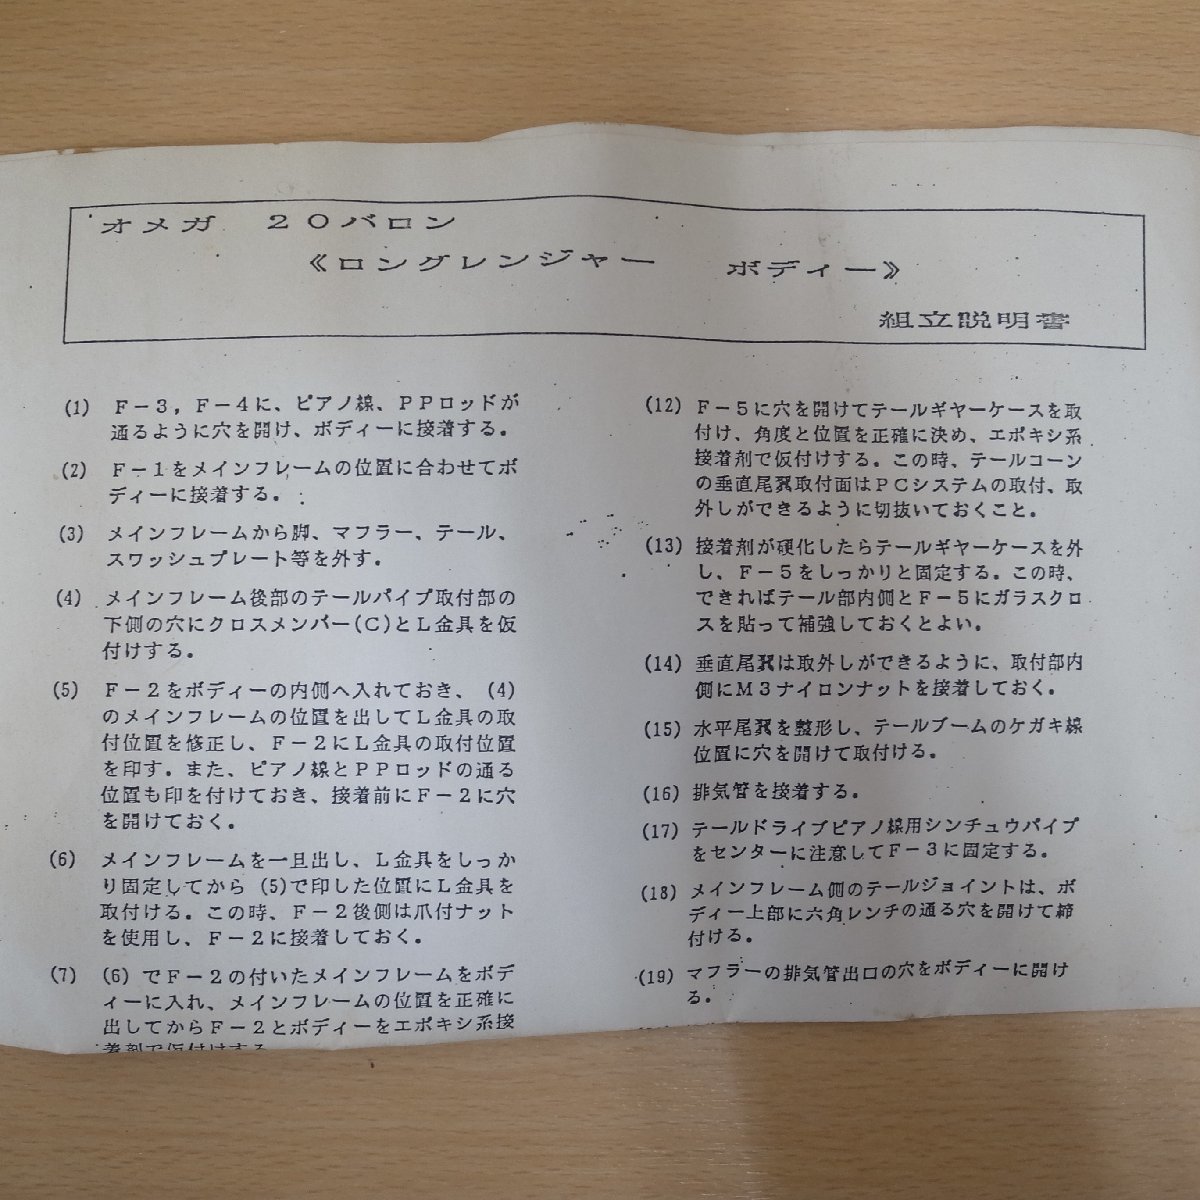 オメガ 20バロン
《ロングレンジャー ボディー》
組立説明書
(1) F-3,F-4に、ピアノ線、PPロッドが
通るように穴を開け、ボディーに接着する。
(2) F-1をメインフレームの位置に合わせてボ
ディーに接着する。
(3) メインフレームから脚、マフラー、テール、
スワッシュプレート等を外す。
(4) メインフレーム後部のテールパイプ取付部の
下側の穴にクロスメンバー(C)とL金具を仮
付けする。
(5) F-2をボディーの内側へ入れておき、(4)
のメインフレームの位置を出してL金具の取
付位置を修正し、F-2にL金具の取付位置
を印す。また、ピアノ線とPPロッドの通る
位置も印を付けておき、接着前にF-2に穴
を開けておく。
(6) メインフレームを一旦出し、L金具をしっか
り固定してから(5)で印した位置にL金具を
取付ける。この時、F-2後側は爪付ナット
を使用し、F-2に接着しておく。
(7) (6)でF-2の付いたメインフレームをボデ
ィーに入れ、メインフレームの位置を正確に
出してからF-2とボディーをエポキシ系接
着剤で仮付けする
(12) F-5に穴を開けてテールギヤーケースを取
付け、角度と位置を正確に決め、エポキシ系
接着剤で仮付けする。この時、テールコーン
の垂直尾翼取付面はPCシステムの取付、取
外しができるように切抜いておくこと。
(13) 接着剤が硬化したらテールギヤーケースを外
し、F-5をしっかりと固定する。この時、
できればテール部内側とF-5にガラスクロ
スを貼って補強しておくとよい。
(14) 垂直尾翼は取外しができるように、取付部内
側にM3ナイロンナットを接着しておく。
(15) 水平尾翼を整形し、テールブームのケガキ線
位置に穴を開けて取付ける。
(16) 排気管を接着する。
(17) テールドライブピアノ線用シンチュウパイプ
をセンターに注意してF-3に固定する。
(18) メインフレーム側のテールジョイントは、ボ
ディー上部に六角レンチの通る穴を開けて締
付ける。
(19) マフラーの排気管出口の穴をボディーに開け
る。